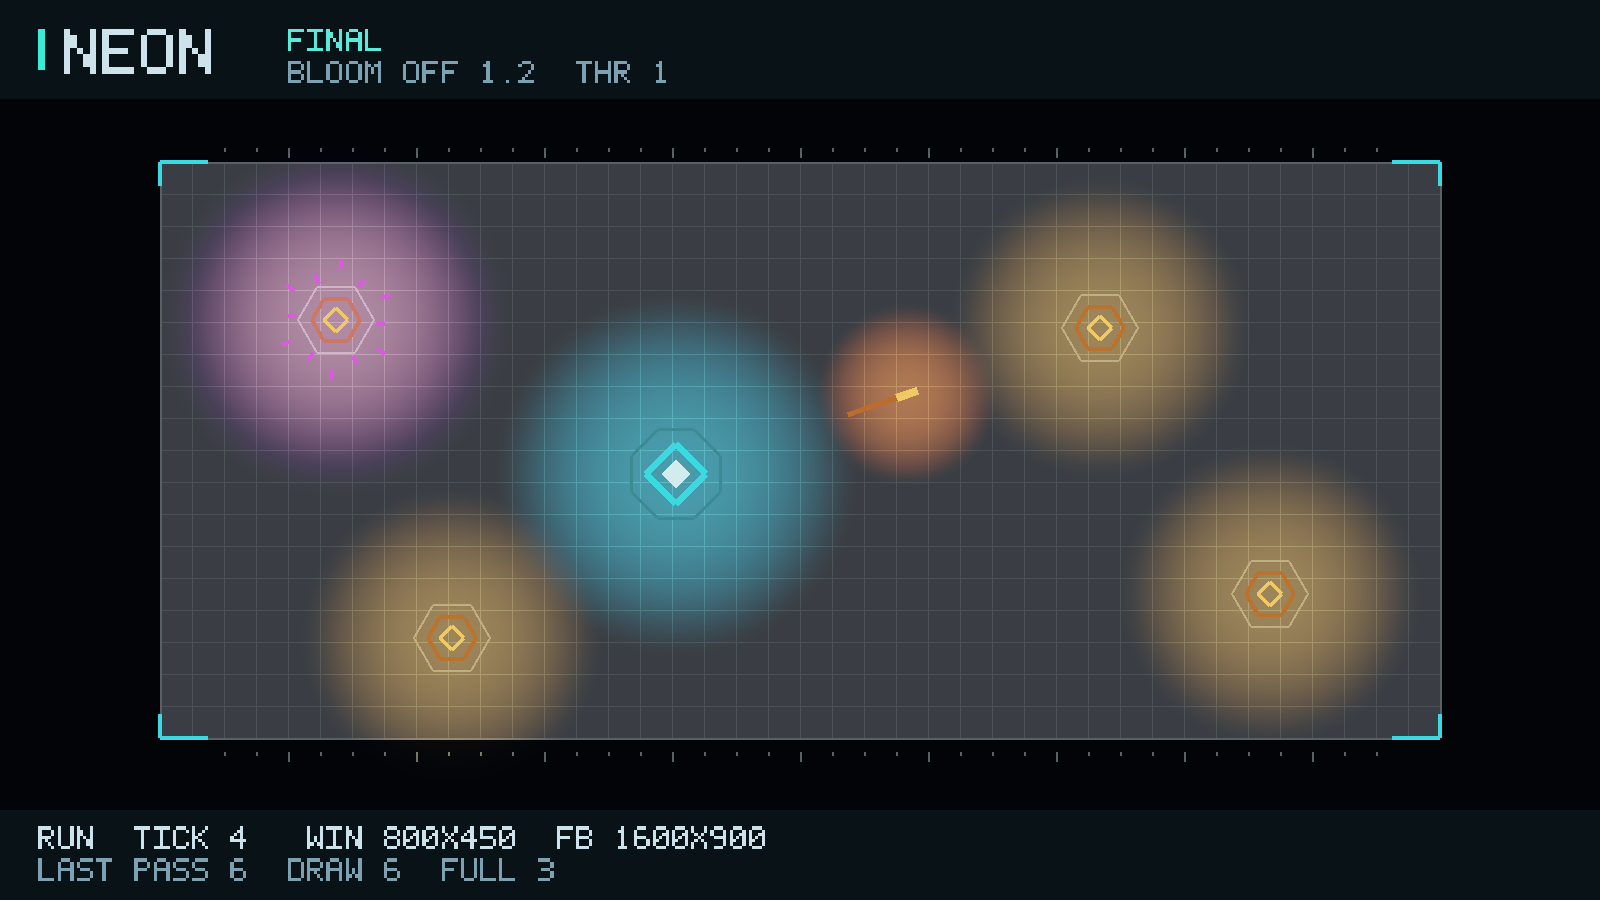 NEON
FINAL
BLOOM OFF 1.2 THR 1
RUN TICK 4 WIN 800X450 FB 1600X900
LAST PASS 6 DRAW 6 FULL 3